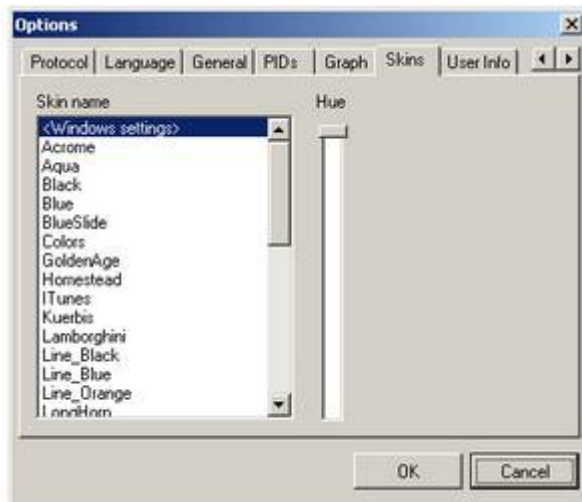 Options
Protocol Language General PIDs Graph Skins User Info
Skin name Hue
<Windows settings>
Acrome
Aqua
Black
Blue
BlueSlide
Colors
GoldenAge
Homestead
ITunes
Kuerbis
Lamborghini
Line_Black
Line_Blue
Line_Orange
LongHorn
OK Cancel